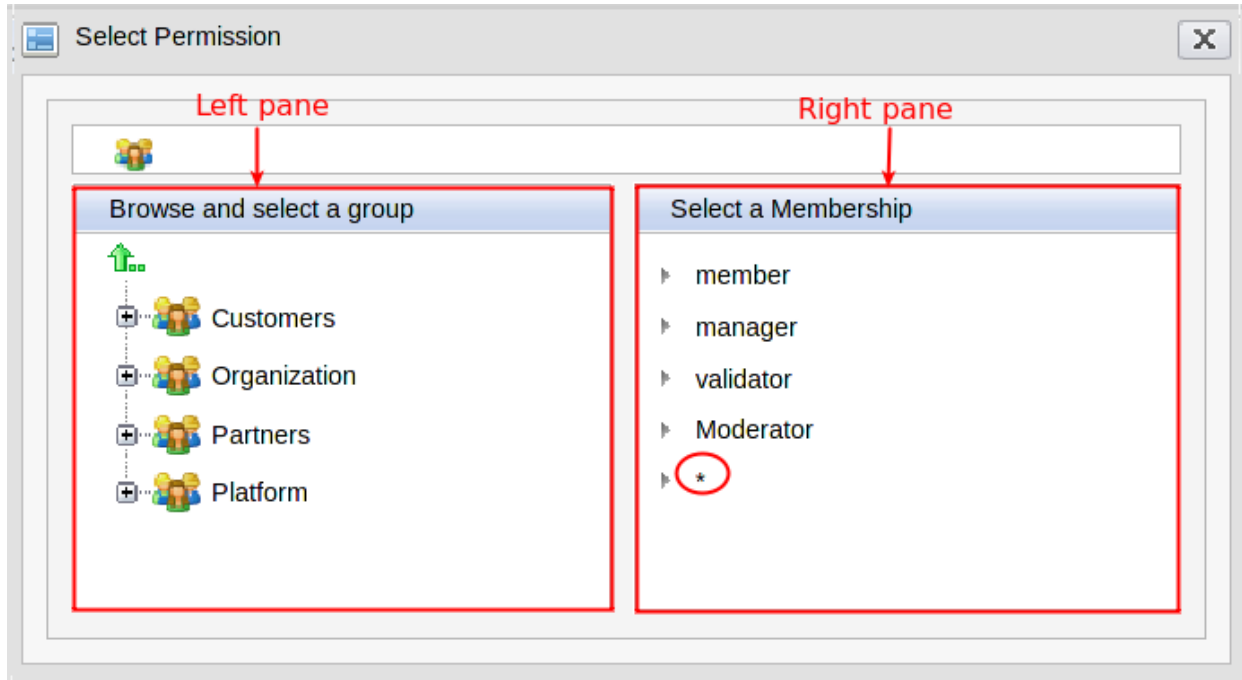 Select Permission
X
Left pane
Right pane
Browse and select a group
Customers
Organization
Partners
Platform
Select a Membership
member
manager
validator
Moderator
*